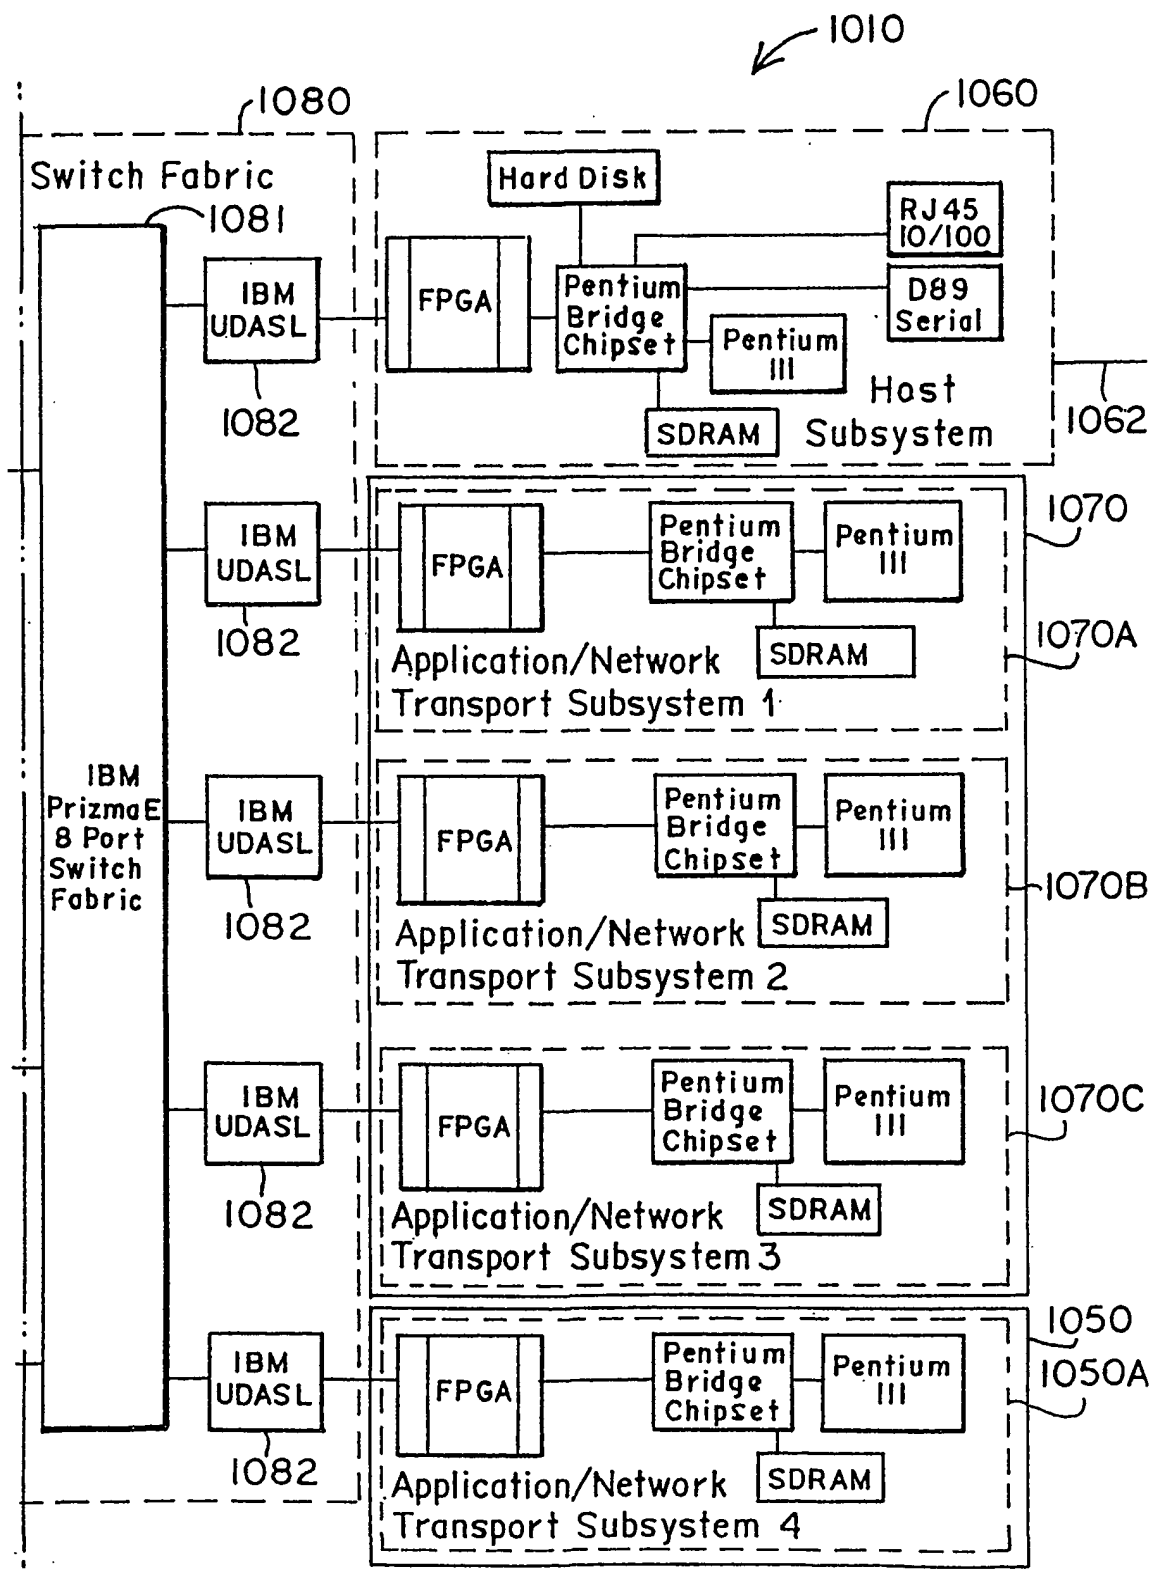 1010
1080
1060
Switch Fabric
1081
Hard Disk
RJ45
10/100
IBM
UDASL
FPGA
Pentium
Bridge
Chipset
D89
Serial
Pentium
III
1082
SDRAM
Host
Subsystem
1062
IBM
UDASL
FPGA
Pentium
Bridge
Chipset
Pentium
III
1070
1082
SDRAM
1070A
Application/Network
Transport Subsystem 1
IBM
PrizmaE
8 Port
Switch
Fabric
IBM
UDASL
FPGA
Pentium
Bridge
Chipset
Pentium
III
1070B
1082
SDRAM
Application/Network
Transport Subsystem 2
IBM
UDASL
FPGA
Pentium
Bridge
Chipset
Pentium
III
1070C
1082
SDRAM
Application/Network
Transport Subsystem 3
IBM
UDASL
FPGA
Pentium
Bridge
Chipset
Pentium
III
1050
1050A
1082
SDRAM
Application/Network
Transport Subsystem 4